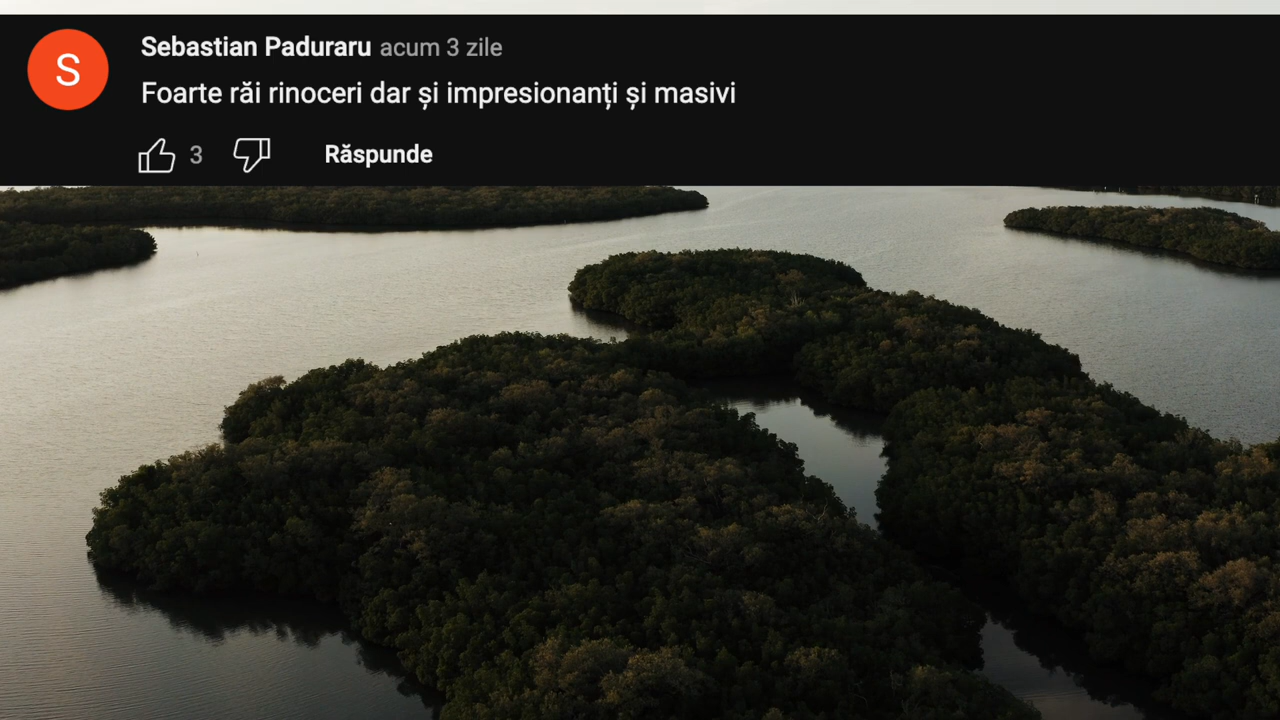 S
Sebastian Paduraru acum 3 zile
Foarte răi rinoceri dar și impresionanți și masivi
3 Răspunde